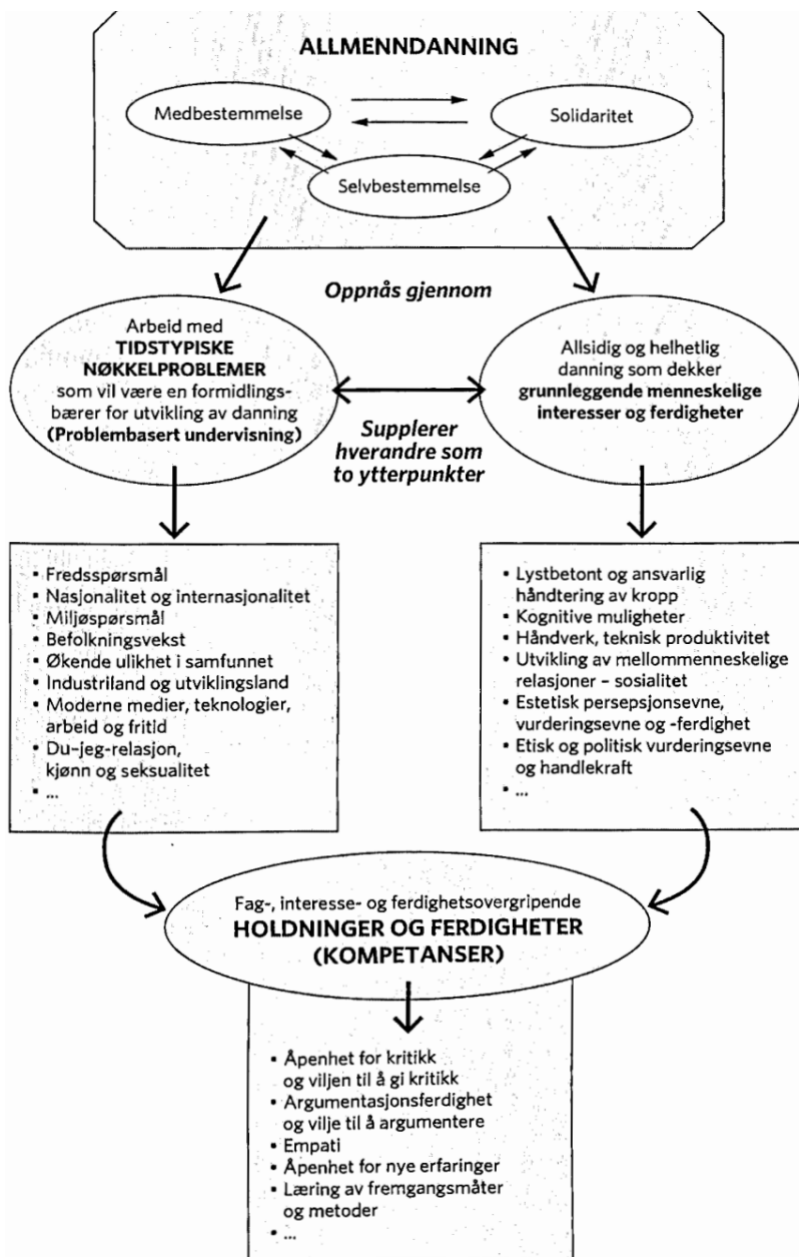 ALLMENNDANNING
Medbestemmelse
Solidaritet
Selvbestemmelse
Oppnås gjennom
Arbeid med
TIDSTYPISKE
NØKKELPROBLEMER
som vil være en formidlings-
bærer for utvikling av danning
(Problembasert undervisning)
Allsidig og helhetlig
danning som dekker
grunnleggende menneskelige
interesser og ferdigheter
Supplerer
hverandre som
to ytterpunkter
▪ Fredsspørsmål
▪ Nasjonalitet og internasjonalitet
▪ Miljøspørsmål
▪ Befolkningsvekst
▪ Økende ulikhet i samfunnet
▪ Industriland og utviklingsland
▪ Moderne medier, teknologier,
arbeid og fritid
▪ Du–jeg-relasjon,
kjønn og seksualitet
▪ ...
▪ Lystbetont og ansvarlig
håndtering av kropp
▪ Kognitive muligheter
▪ Håndverk, teknisk produktivitet
▪ Utvikling av mellommenneskelige
relasjoner – sosialitet
▪ Estetisk persepsjonsevne,
vurderingsevne og -ferdighet
▪ Etisk og politisk vurderingsevne
og handlekraft
▪ ...
Fag-, interesse- og ferdighetsovergripende
HOLDNINGER OG FERDIGHETER
(KOMPETANSER)
▪ Åpenhet for kritikk
og viljen til å gi kritikk
▪ Argumentasjonsferdighet
og vilje til å argumentere
▪ Empati
▪ Åpenhet for nye erfaringer
▪ Læring av fremgangsmåter
og metoder
▪ ...